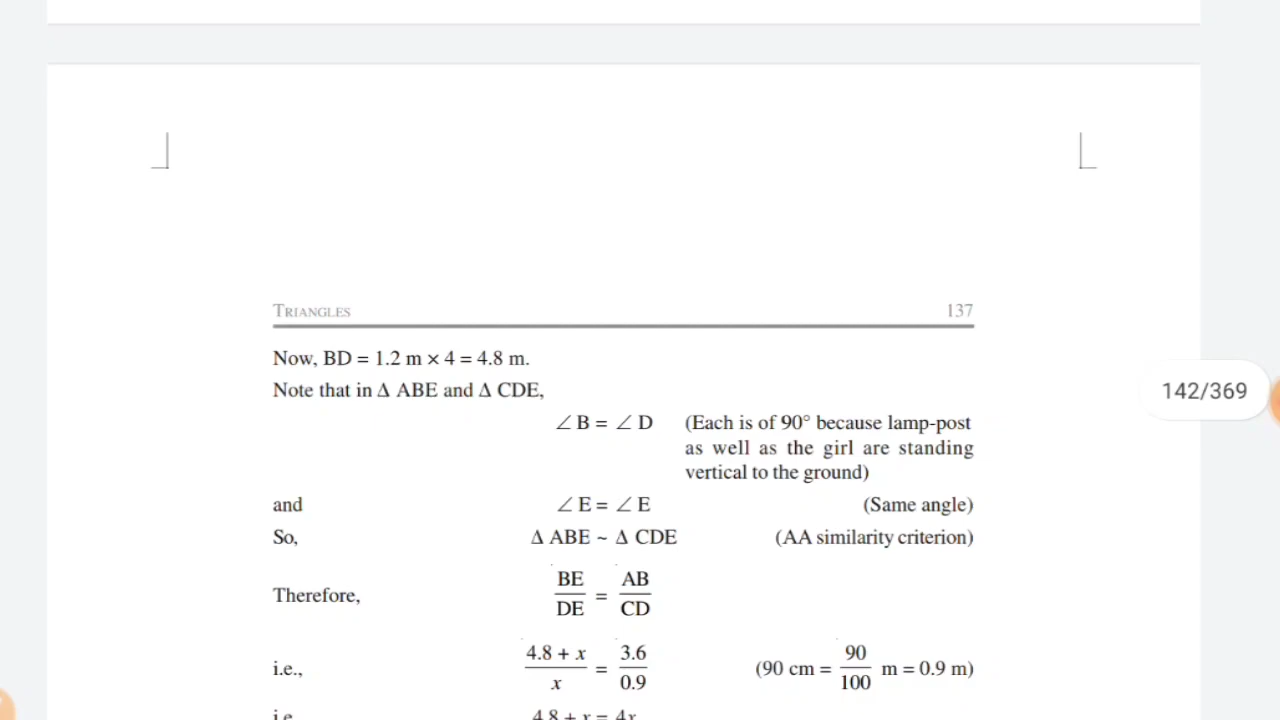 TRIANGLES 137
Now, BD = 1.2 m × 4 = 4.8 m.
Note that in Δ ABE and Δ CDE,
∠ B = ∠ D (Each is of 90° because lamp-post
as well as the girl are standing
vertical to the ground)
142/369
and ∠ E = ∠ E (Same angle)
So, Δ ABE ~ Δ CDE (AA similarity criterion)
Therefore, BE/DE = AB/CD
i.e., (4.8 + x)/x = 3.6/0.9 (90 cm = 90/100 m = 0.9 m)
i.e. 4.8 + x = 4x